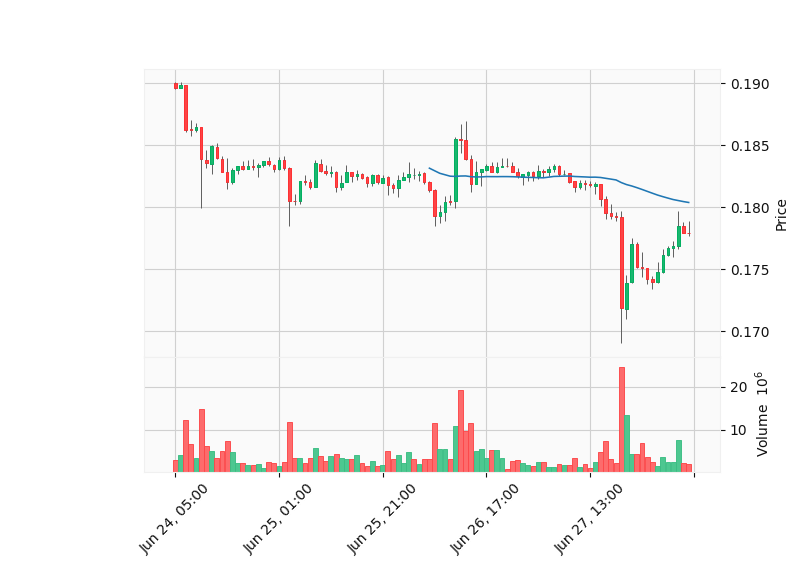 0.190
0.185
0.180
0.175
0.170
Price
20
10
Volume 10^6
Jun 24, 05:00
Jun 25, 01:00
Jun 25, 21:00
Jun 26, 17:00
Jun 27, 13:00